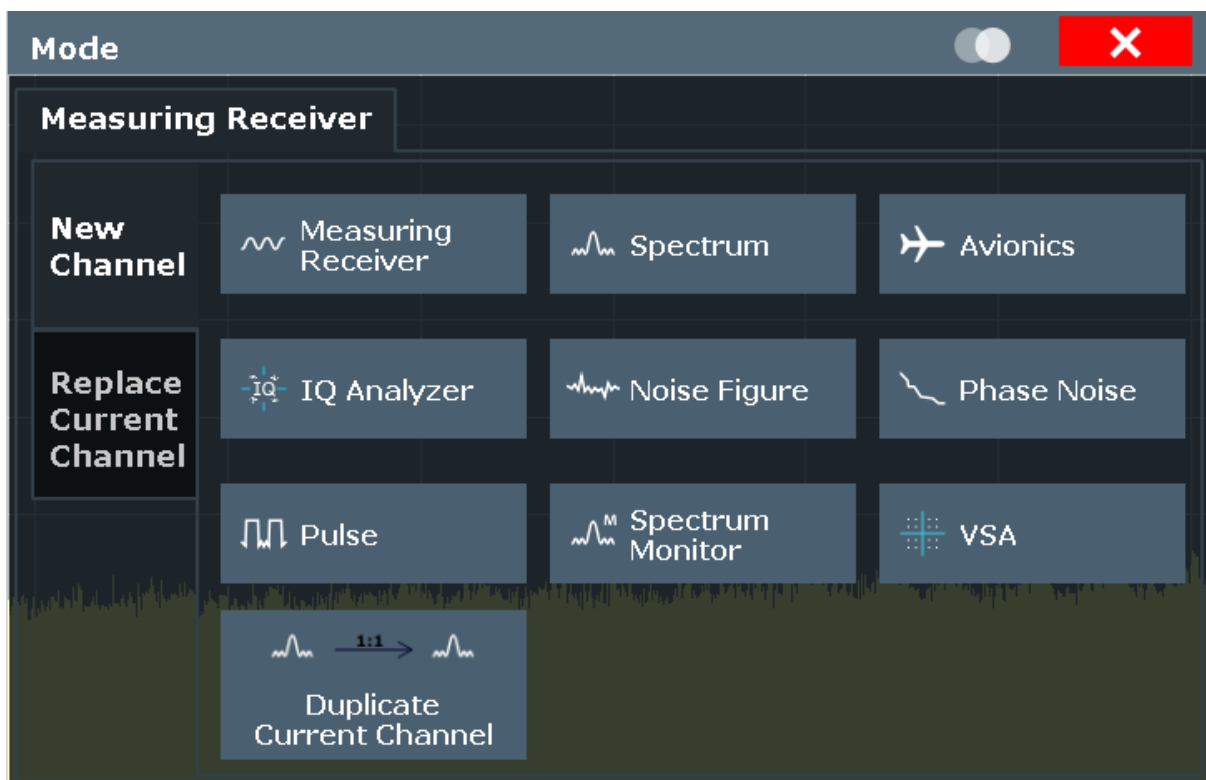 Mode
Measuring Receiver
New
Channel
Measuring
Receiver
Spectrum
Avionics
Replace
Current
Channel
IQ
IQ Analyzer
Noise Figure
Phase Noise
Pulse
M
Spectrum
Monitor
VSA
1:1
Duplicate
Current Channel